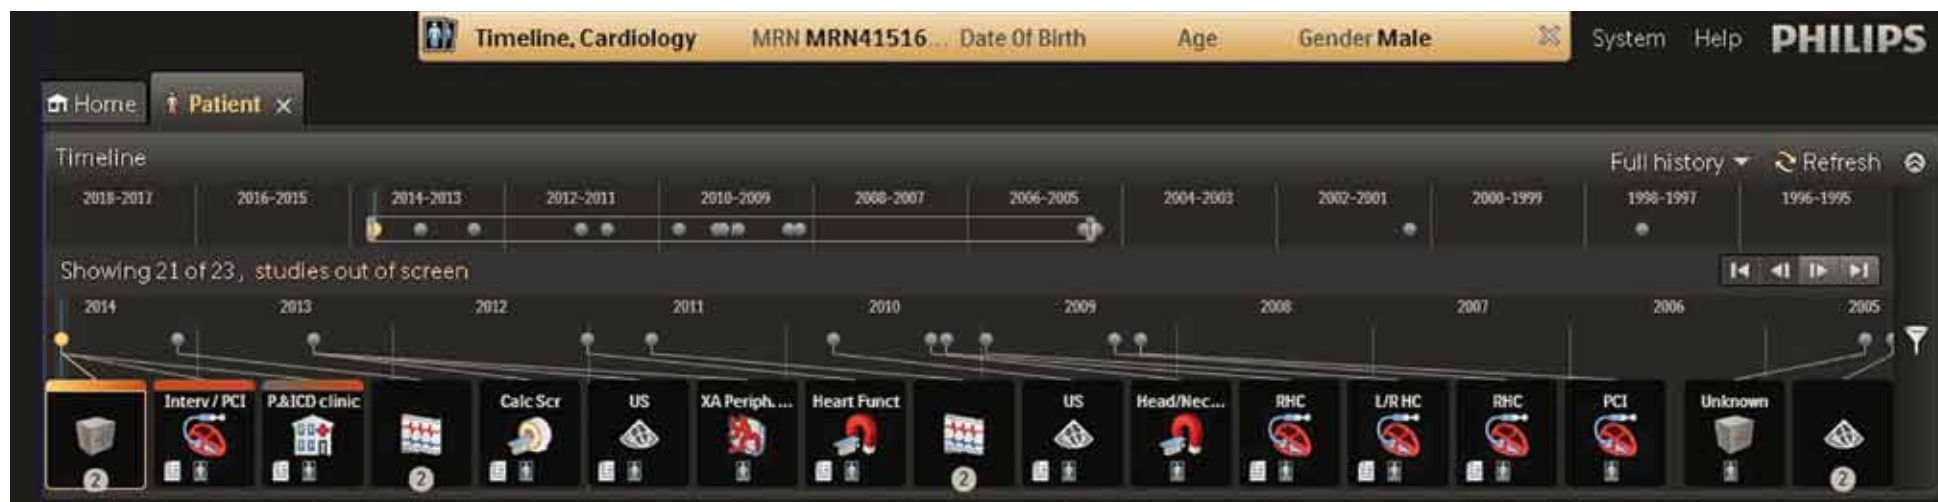 Timeline, Cardiology MRN MRN41516... Date Of Birth Age Gender Male System Help PHILIPS
Home Patient
Timeline Full history Refresh
2018-2017 2016-2015 2014-2013 2012-2011 2010-2009 2008-2007 2006-2005 2004-2003 2002-2001 2000-1999 1998-1997 1996-1995
Showing 21 of 23, studies out of screen
2014 2013 2012 2011 2010 2009 2008 2007 2006 2005
Interv / PCI P.&ICD clinic Calc Scr US XA Periph. ... Heart Funct US Head/Nec... RHC L/R HC RHC PCI Unknown
2 2 2 2